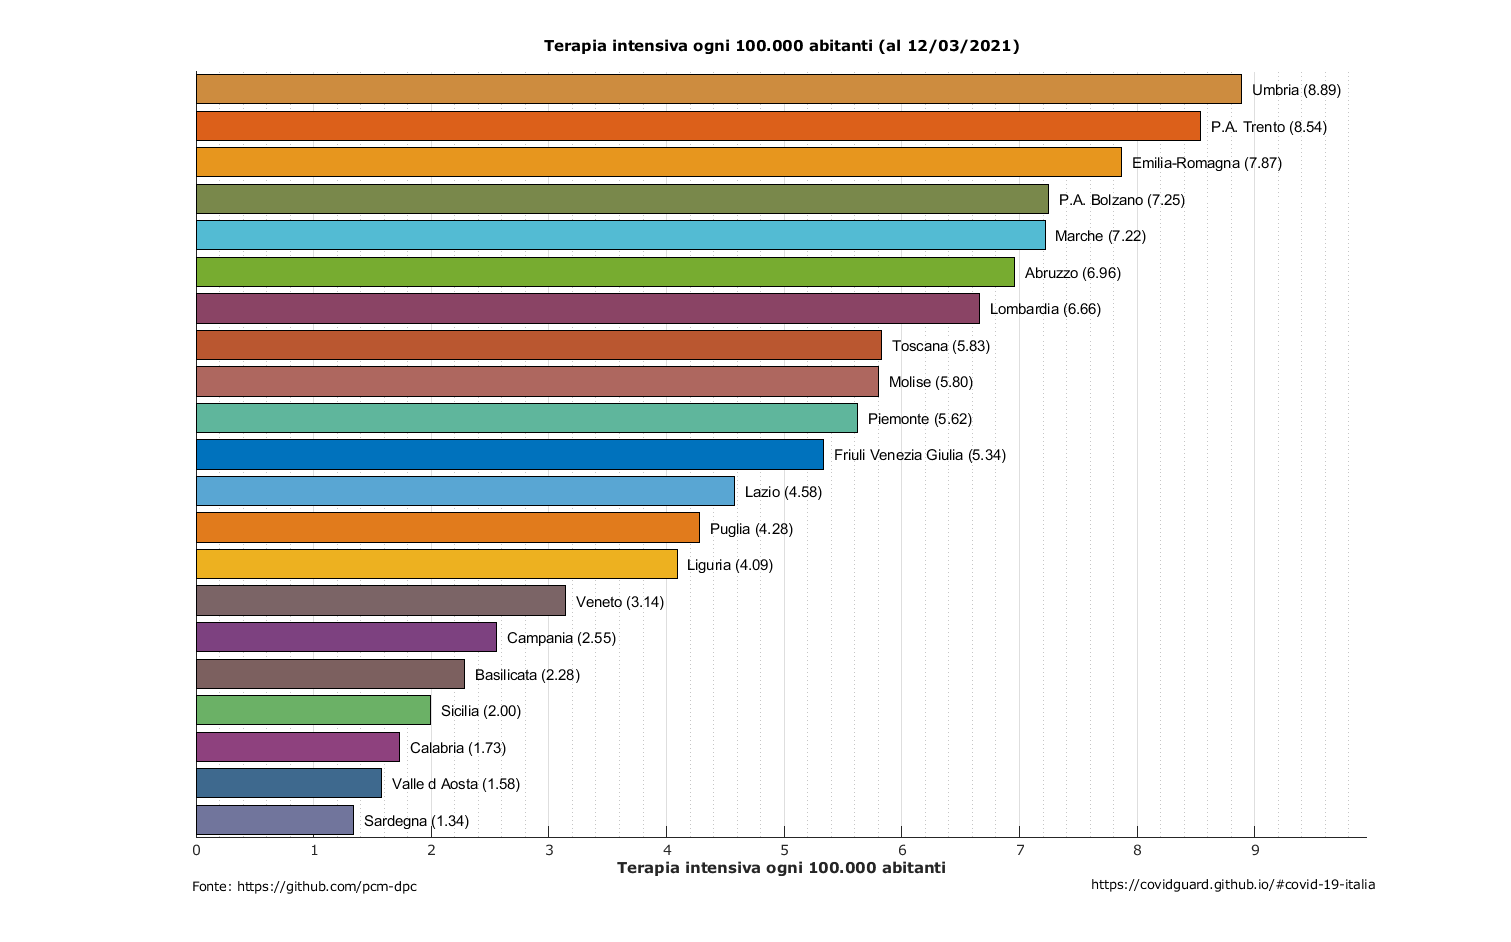 Terapia intensiva ogni 100.000 abitanti (al 12/03/2021)
Umbria (8.89)
P.A. Trento (8.54)
Emilia-Romagna (7.87)
P.A. Bolzano (7.25)
Marche (7.22)
Abruzzo (6.96)
Lombardia (6.66)
Toscana (5.83)
Molise (5.80)
Piemonte (5.62)
Friuli Venezia Giulia (5.34)
Lazio (4.58)
Puglia (4.28)
Liguria (4.09)
Veneto (3.14)
Campania (2.55)
Basilicata (2.28)
Sicilia (2.00)
Calabria (1.73)
Valle d Aosta (1.58)
Sardegna (1.34)
0 1 2 3 4 5 6 7 8 9
Terapia intensiva ogni 100.000 abitanti
Fonte: https://github.com/pcm-dpc
https://covidguard.github.io/#covid-19-italia